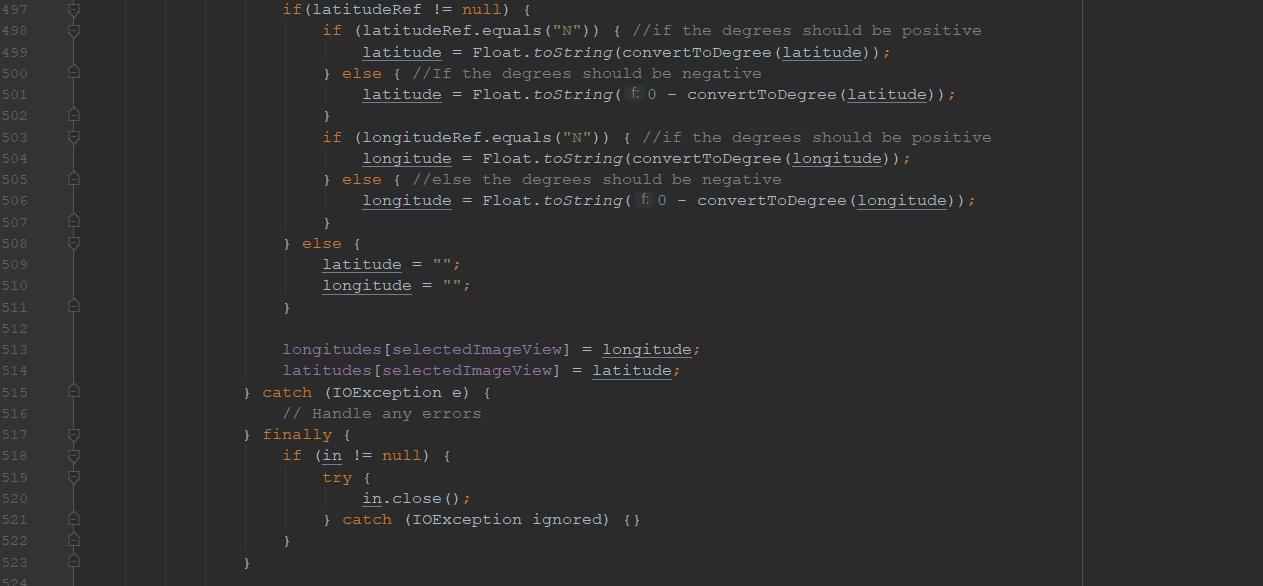 497 if(latitudeRef != null) {
498 if (latitudeRef.equals("N")) { //if the degrees should be positive
499 latitude = Float.toString(convertToDegree(latitude));
500 } else { //If the degrees should be negative
501 latitude = Float.toString( f: 0 - convertToDegree(latitude));
502 }
503 if (longitudeRef.equals("N")) { //if the degrees should be positive
504 longitude = Float.toString(convertToDegree(longitude));
505 } else { //else the degrees should be negative
506 longitude = Float.toString( f: 0 - convertToDegree(longitude));
507 }
508 } else {
509 latitude = "";
510 longitude = "";
511 }
512
513 longitudes[selectedImageView] = longitude;
514 latitudes[selectedImageView] = latitude;
515 } catch (IOException e) {
516 // Handle any errors
517 } finally {
518 if (in != null) {
519 try {
520 in.close();
521 } catch (IOException ignored) {}
522 }
523 }
524